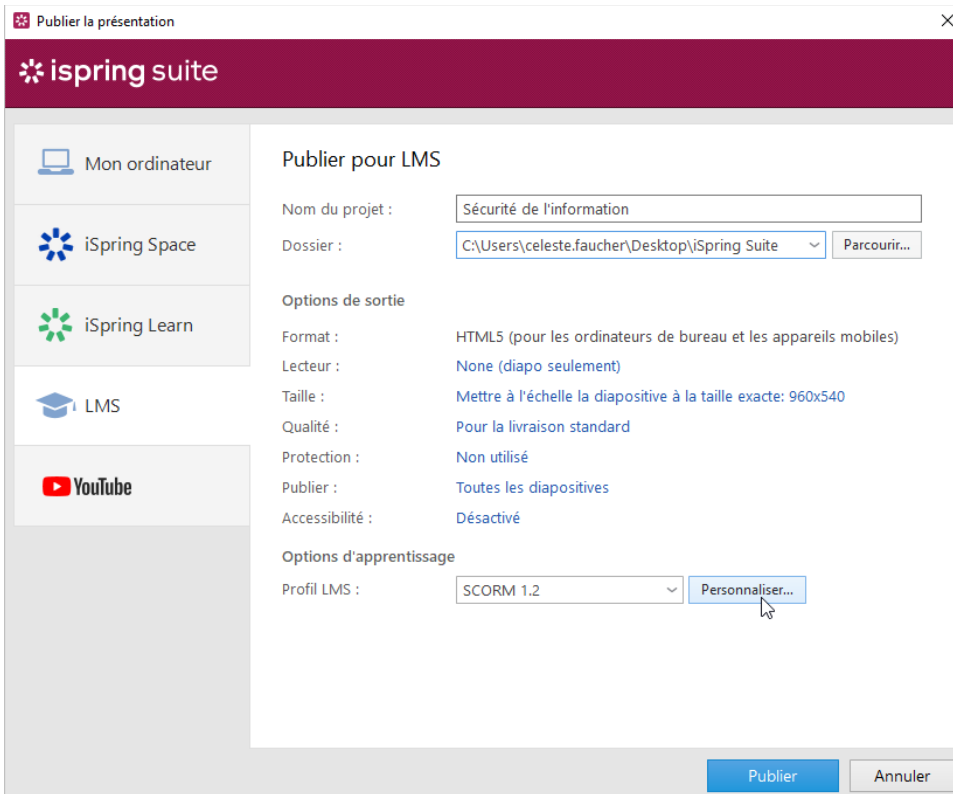 Publier la présentation
ispring suite
Mon ordinateur
iSpring Space
iSpring Learn
LMS
YouTube
Publier pour LMS
Nom du projet : Sécurité de l'information
Dossier : C:\Users\celeste.faucher\Desktop\iSpring Suite Parcourir...
Options de sortie
Format : HTML5 (pour les ordinateurs de bureau et les appareils mobiles)
Lecteur : None (diapo seulement)
Taille : Mettre à l'échelle la diapositive à la taille exacte: 960x540
Qualité : Pour la livraison standard
Protection : Non utilisé
Publier : Toutes les diapositives
Accessibilité : Désactivé
Options d'apprentissage
Profil LMS : SCORM 1.2 Personnaliser...
Publier Annuler